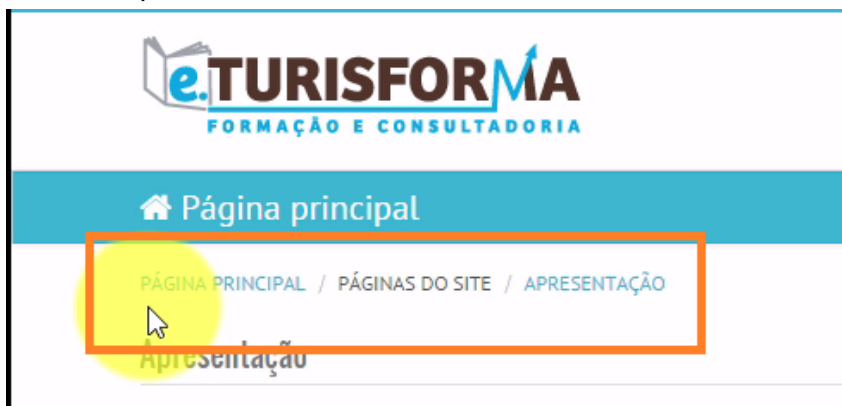 e.TURISFORMA
FORMAÇÃO E CONSULTADORIA
Página principal
PÁGINA PRINCIPAL / PÁGINAS DO SITE / APRESENTAÇÃO
Apresentação